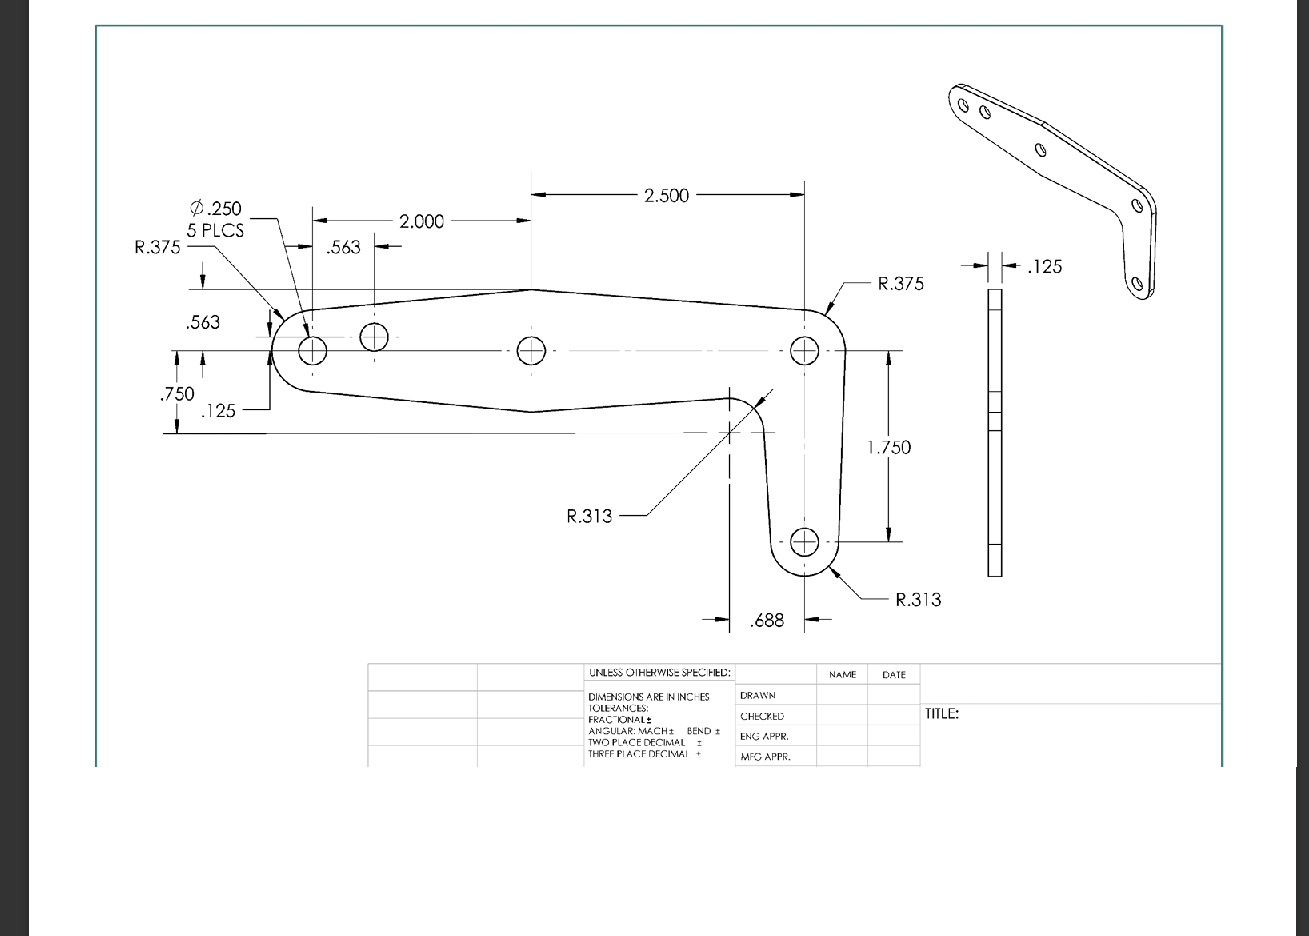 2.500
Ø.250
5 PLCS
2.000
R.375
.563
.125
R.375
.563
.750
.125
1.750
R.313
R.313
.688
UNLESS OTHERWISE SPECIFIED:
NAME
DATE
DIMENSIONS ARE IN INCHES
TOLERANCES:
FRACTIONAL±
ANGULAR: MACH± BEND ±
TWO PLACE DECIMAL ±
THREE PLACE DECIMAL ±
DRAWN
CHECKED
ENG APPR.
MFG APPR.
TITLE: